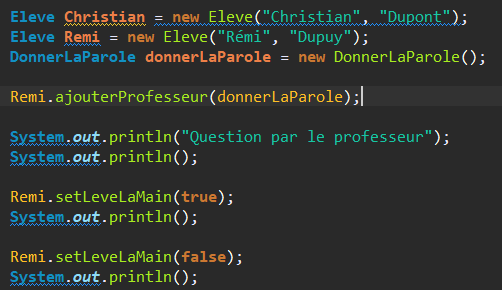 Eleve Christian = new Eleve("Christian", "Dupont");
Eleve Remi = new Eleve("Rémi", "Dupuy");
DonnerLaParole donnerLaParole = new DonnerLaParole();
Remi.ajouterProfesseur(donnerLaParole);
System.out.println("Question par le professeur");
System.out.println();
Remi.setLeveLaMain(true);
System.out.println();
Remi.setLeveLaMain(false);
System.out.println();